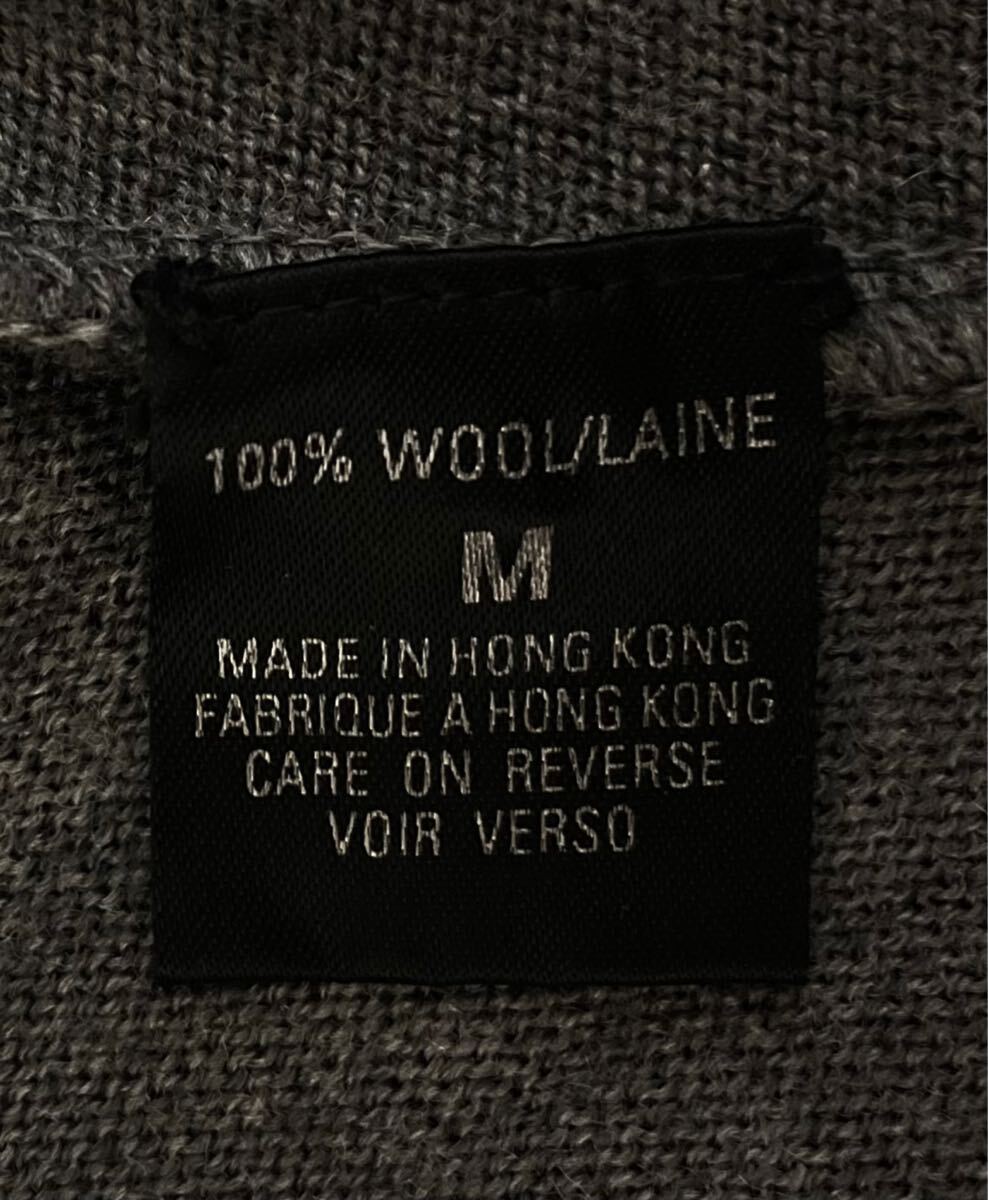 100% WOOL/LAINE
M
MADE IN HONG KONG
FABRIQUE A HONG KONG
CARE ON REVERSE
VOIR VERSO